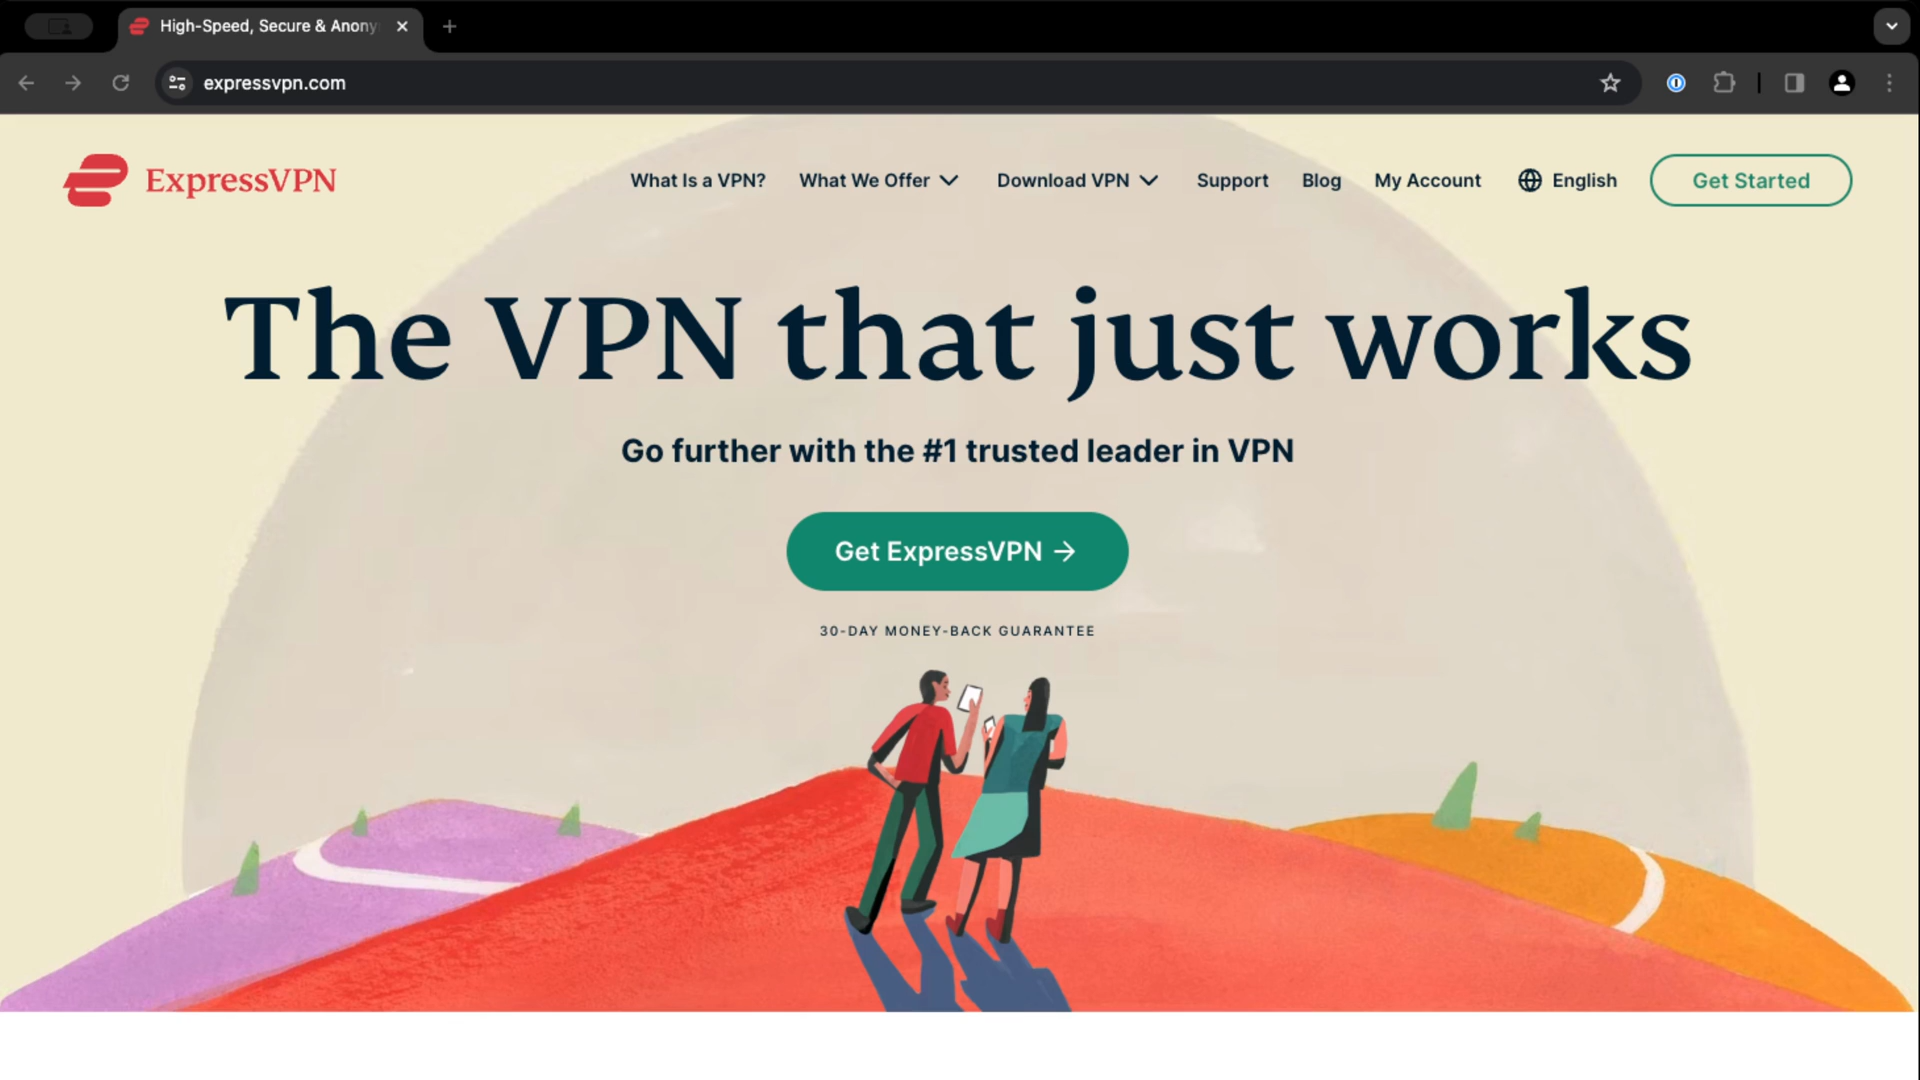 High-Speed, Secure & Anony
expressvpn.com
ExpressVPN
What Is a VPN?
What We Offer
Download VPN
Support
Blog
My Account
English
Get Started
The VPN that just works
Go further with the #1 trusted leader in VPN
Get ExpressVPN →
30-DAY MONEY-BACK GUARANTEE